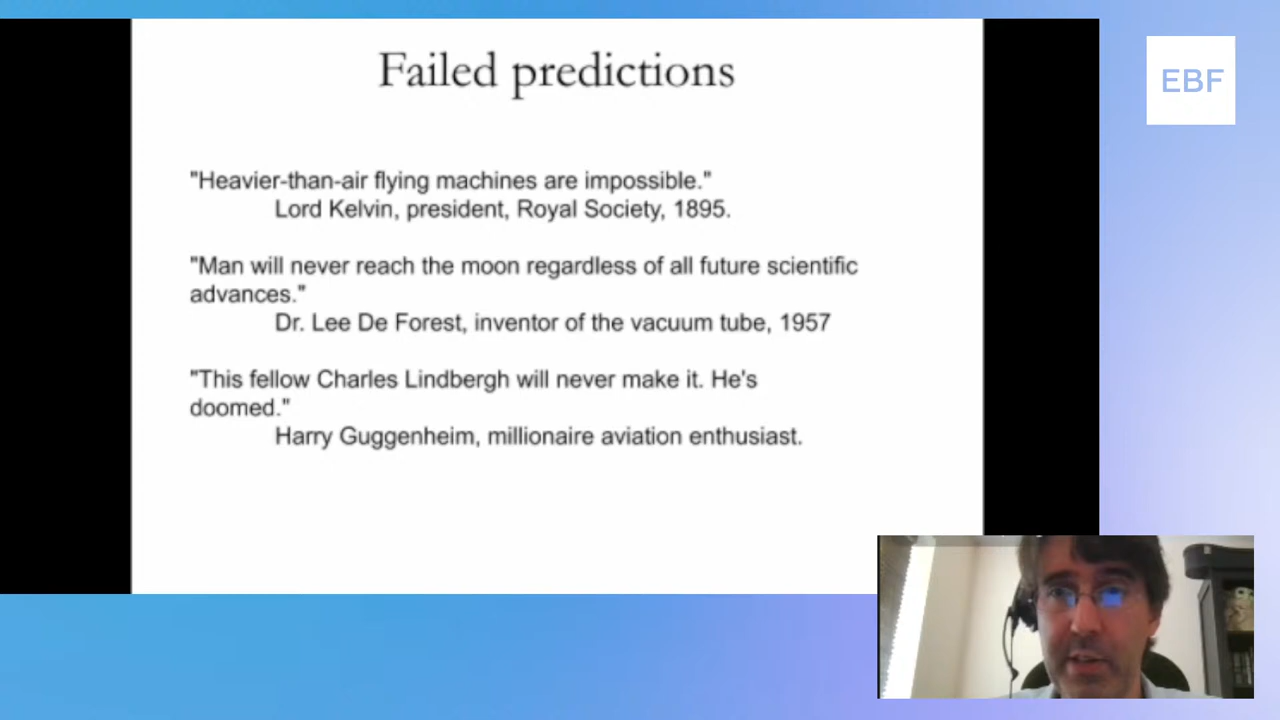 Failed predictions
EBF
"Heavier-than-air flying machines are impossible."
Lord Kelvin, president, Royal Society, 1895.
"Man will never reach the moon regardless of all future scientific
advances."
Dr. Lee De Forest, inventor of the vacuum tube, 1957
"This fellow Charles Lindbergh will never make it. He's
doomed."
Harry Guggenheim, millionaire aviation enthusiast.